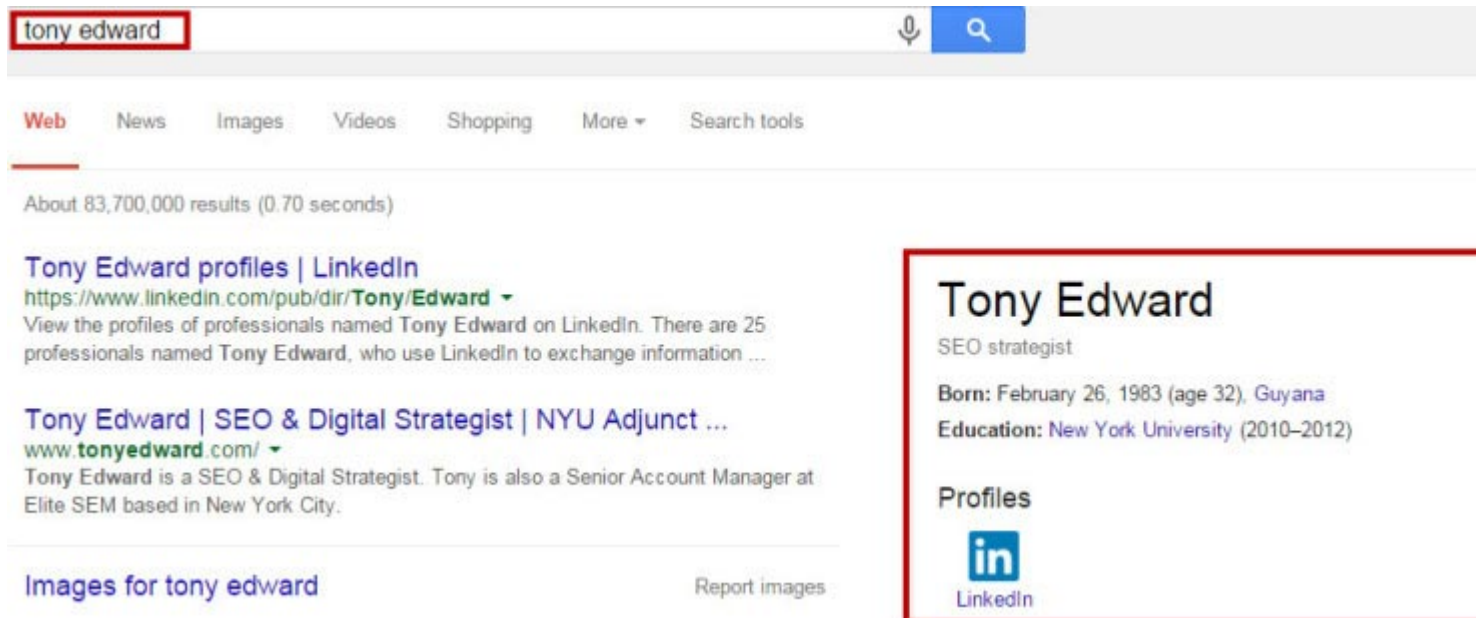 tony edward
Web News Images Videos Shopping More Search tools
About 83,700,000 results (0.70 seconds)
Tony Edward profiles | LinkedIn
https://www.linkedin.com/pub/dir/Tony/Edward
View the profiles of professionals named Tony Edward on LinkedIn. There are 25
professionals named Tony Edward, who use LinkedIn to exchange information ...
Tony Edward | SEO & Digital Strategist | NYU Adjunct ...
www.tonyedward.com/
Tony Edward is a SEO & Digital Strategist. Tony is also a Senior Account Manager at
Elite SEM based in New York City.
Images for tony edward Report images
Tony Edward
SEO strategist
Born: February 26, 1983 (age 32), Guyana
Education: New York University (2010–2012)
Profiles
in
LinkedIn